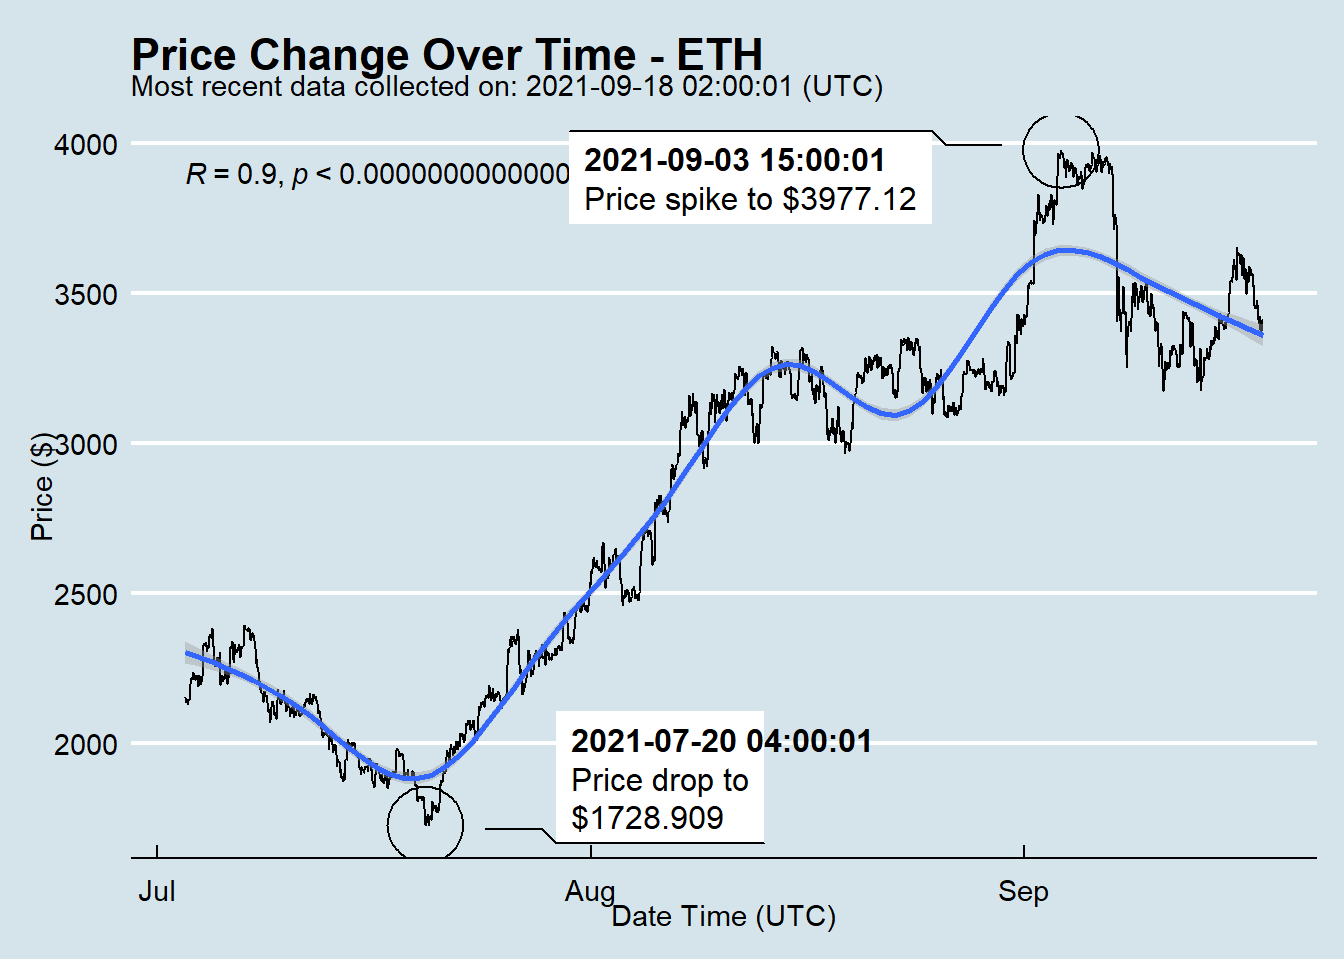 Price Change Over Time - ETH
Most recent data collected on: 2021-09-18 02:00:01 (UTC)
4000
R = 0.9, p < 0.0000000000000
2021-09-03 15:00:01
Price spike to $3977.12
3500
3000
Price ($)
2500
2000
2021-07-20 04:00:01
Price drop to
$1728.909
Jul
Aug
Sep
Date Time (UTC)